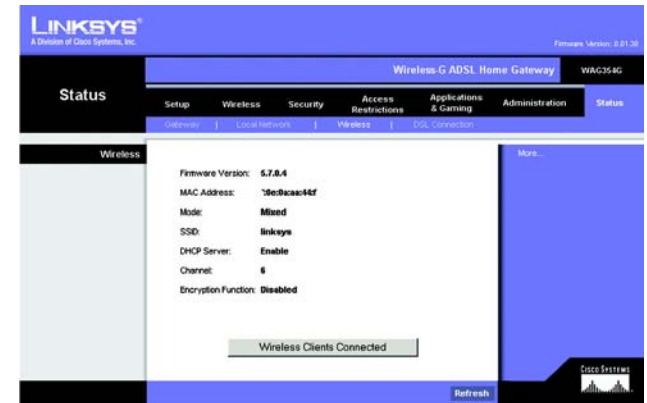 LINKSYS®
A Division of Cisco Systems, Inc.
Firmware Version: 0.01.30
Wireless-G ADSL Home Gateway WAG354G
Status
Setup Wireless Security Access Restrictions Applications & Gaming Administration Status
Gateway | Local Network | Wireless | DSL Connection
Wireless
More...
Firmware Version: 5.7.0.4
MAC Address:
Mode: Mixed
SSID: linksys
DHCP Server: Enable
Channel: 6
Encryption Function: Disabled
Wireless Clients Connected
CISCO SYSTEMS
Refresh